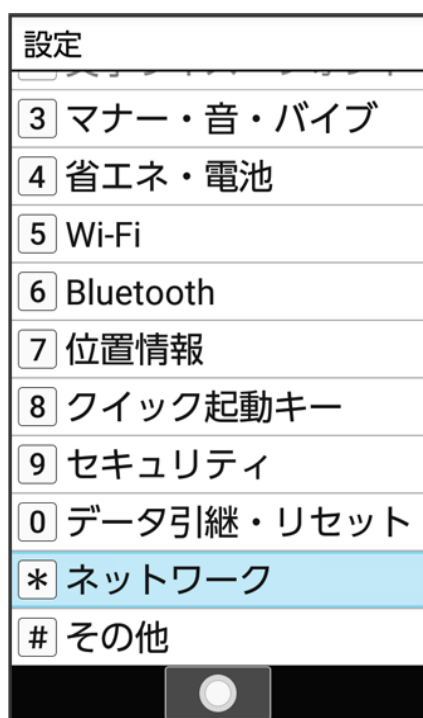 設定
3 マナー・音・バイブ
4 省エネ・電池
5 Wi-Fi
6 Bluetooth
7 位置情報
8 クイック起動キー
9 セキュリティ
0 データ引継・リセット
* ネットワーク
# その他